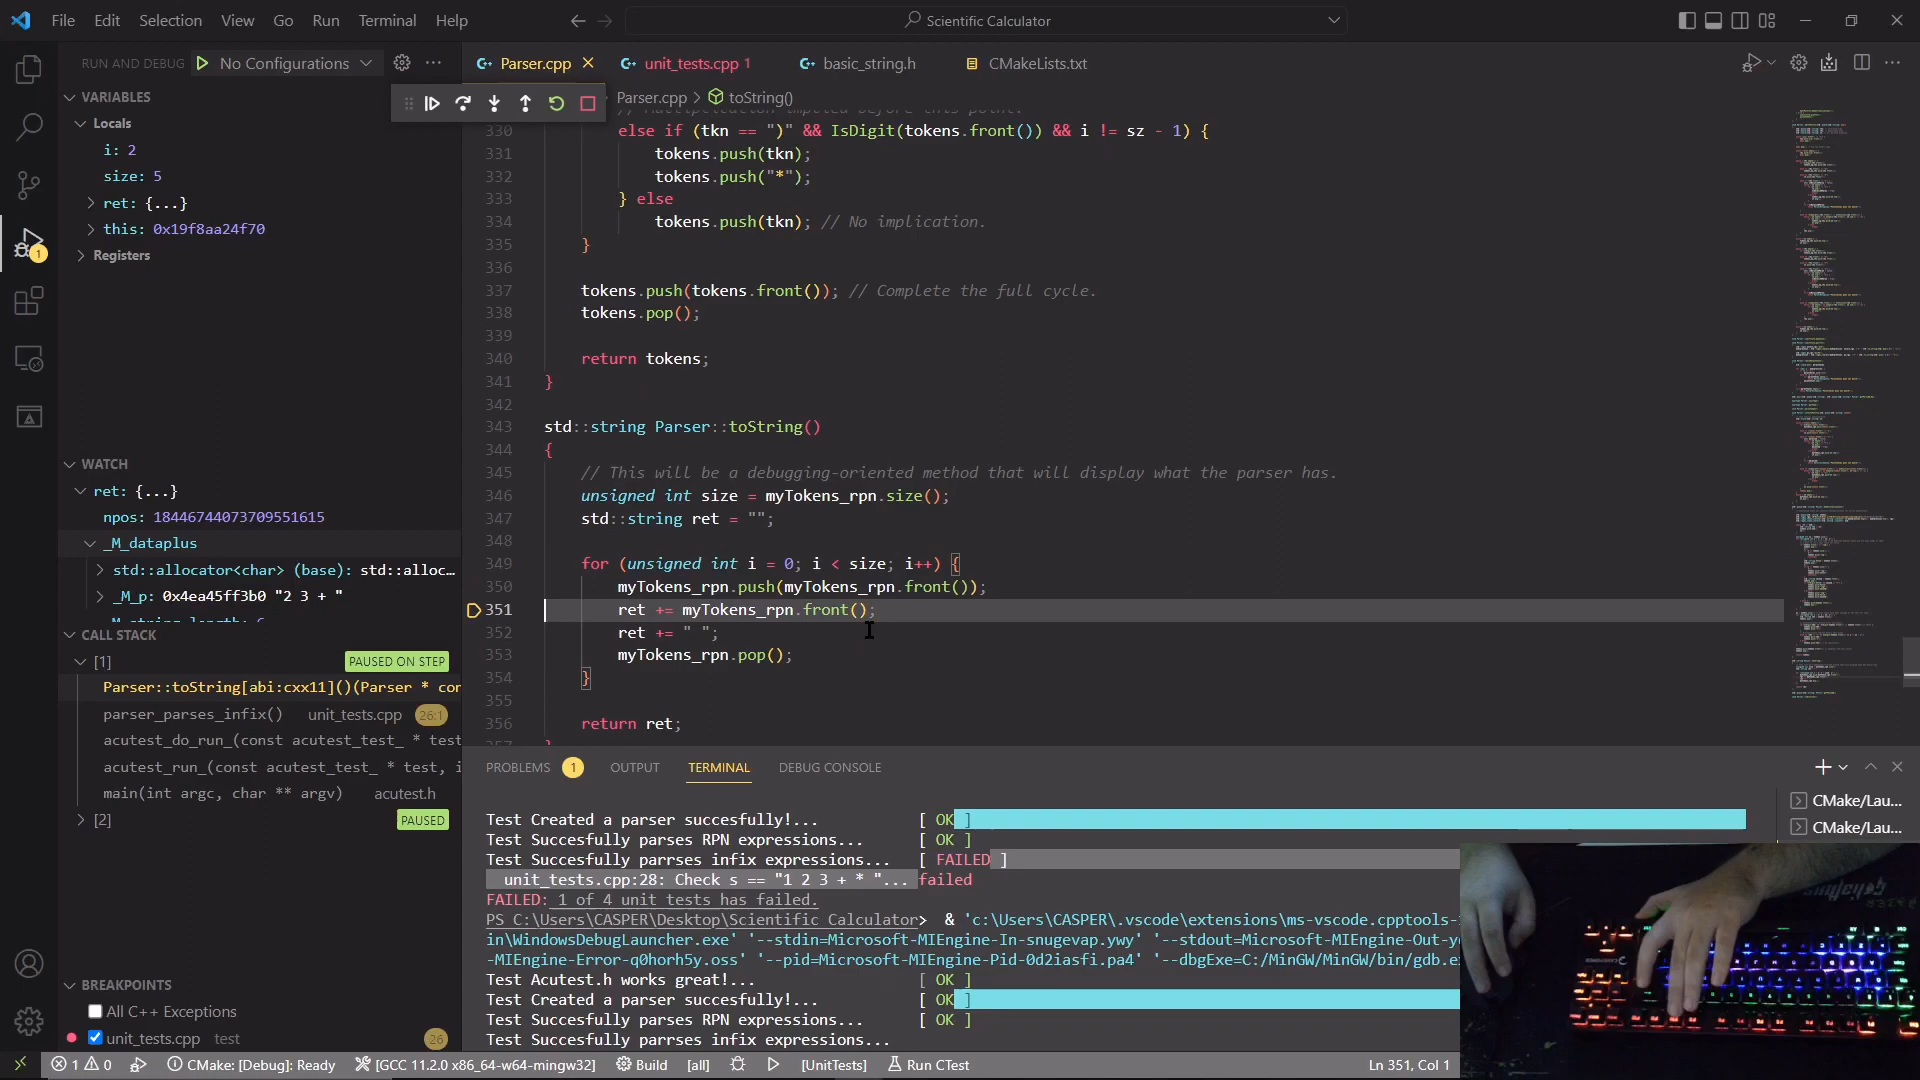 File Edit Selection View Go Run Terminal Help
Scientific Calculator
RUN AND DEBUG No Configurations
Parser.cpp
unit_tests.cpp 1
basic_string.h
CMakeLists.txt
Parser.cpp > toString()
VARIABLES
Locals
i: 2
size: 5
ret: {...}
this: 0x19f8aa24f70
Registers
WATCH
ret: {...}
npos: 18446744073709551615
_M_dataplus
std::allocator<char> (base): std::alloc...
_M_p: 0x4ea45ff3b0 "2 3 + "
CALL STACK
[1] PAUSED ON STEP
Parser::toString[abi:cxx11]()(Parser * con
parser_parses_infix() unit_tests.cpp 26:1
acutest_do_run_(const acutest_test_ * test
acutest_run_(const acutest_test_ * test, i
main(int argc, char ** argv) acutest.h
[2] PAUSED
BREAKPOINTS
All C++ Exceptions
unit_tests.cpp test 26
330 else if (tkn == ")" && IsDigit(tokens.front()) && i != sz - 1) {
331 tokens.push(tkn);
332 tokens.push("*");
333 } else
334 tokens.push(tkn); // No implication.
335 }
336
337 tokens.push(tokens.front()); // Complete the full cycle.
338 tokens.pop();
339
340 return tokens;
341 }
342
343 std::string Parser::toString()
344 {
345 // This will be a debugging-oriented method that will display what the parser has.
346 unsigned int size = myTokens_rpn.size();
347 std::string ret = "";
348
349 for (unsigned int i = 0; i < size; i++) {
350 myTokens_rpn.push(myTokens_rpn.front());
351 ret += myTokens_rpn.front();
352 ret += " ";
353 myTokens_rpn.pop();
354 }
355
356 return ret;
PROBLEMS 1 OUTPUT TERMINAL DEBUG CONSOLE
Test Created a parser succesfully!... [ OK ]
Test Succesfully parses RPN expressions... [ OK ]
Test Succesfully parrses infix expressions... [ FAILED ]
unit_tests.cpp:28: Check s == "1 2 3 + * "... failed
FAILED: 1 of 4 unit tests has failed.
PS C:\Users\CASPER\Desktop\Scientific Calculator> & 'c:\Users\CASPER\.vscode\extensions\ms-vscode.cpptools-
in\WindowsDebugLauncher.exe' '--stdin=Microsoft-MIEngine-In-snugevap.ywy' '--stdout=Microsoft-MIEngine-Out-y
-MIEngine-Error-q0horh5y.oss' '--pid=Microsoft-MIEngine-Pid-0d2iasfi.pa4' '--dbgExe=C:/MinGW/MinGW/bin/gdb.e
Test Acutest.h works great!... [ OK ]
Test Created a parser succesfully!... [ OK ]
Test Succesfully parses RPN expressions... [ OK ]
Test Succesfully parrses infix expressions...
CMake/Lau...
CMake/Lau...
1 0 CMake: [Debug]: Ready [GCC 11.2.0 x86_64-w64-mingw32] Build [all] [UnitTests] Run CTest Ln 351, Col 1